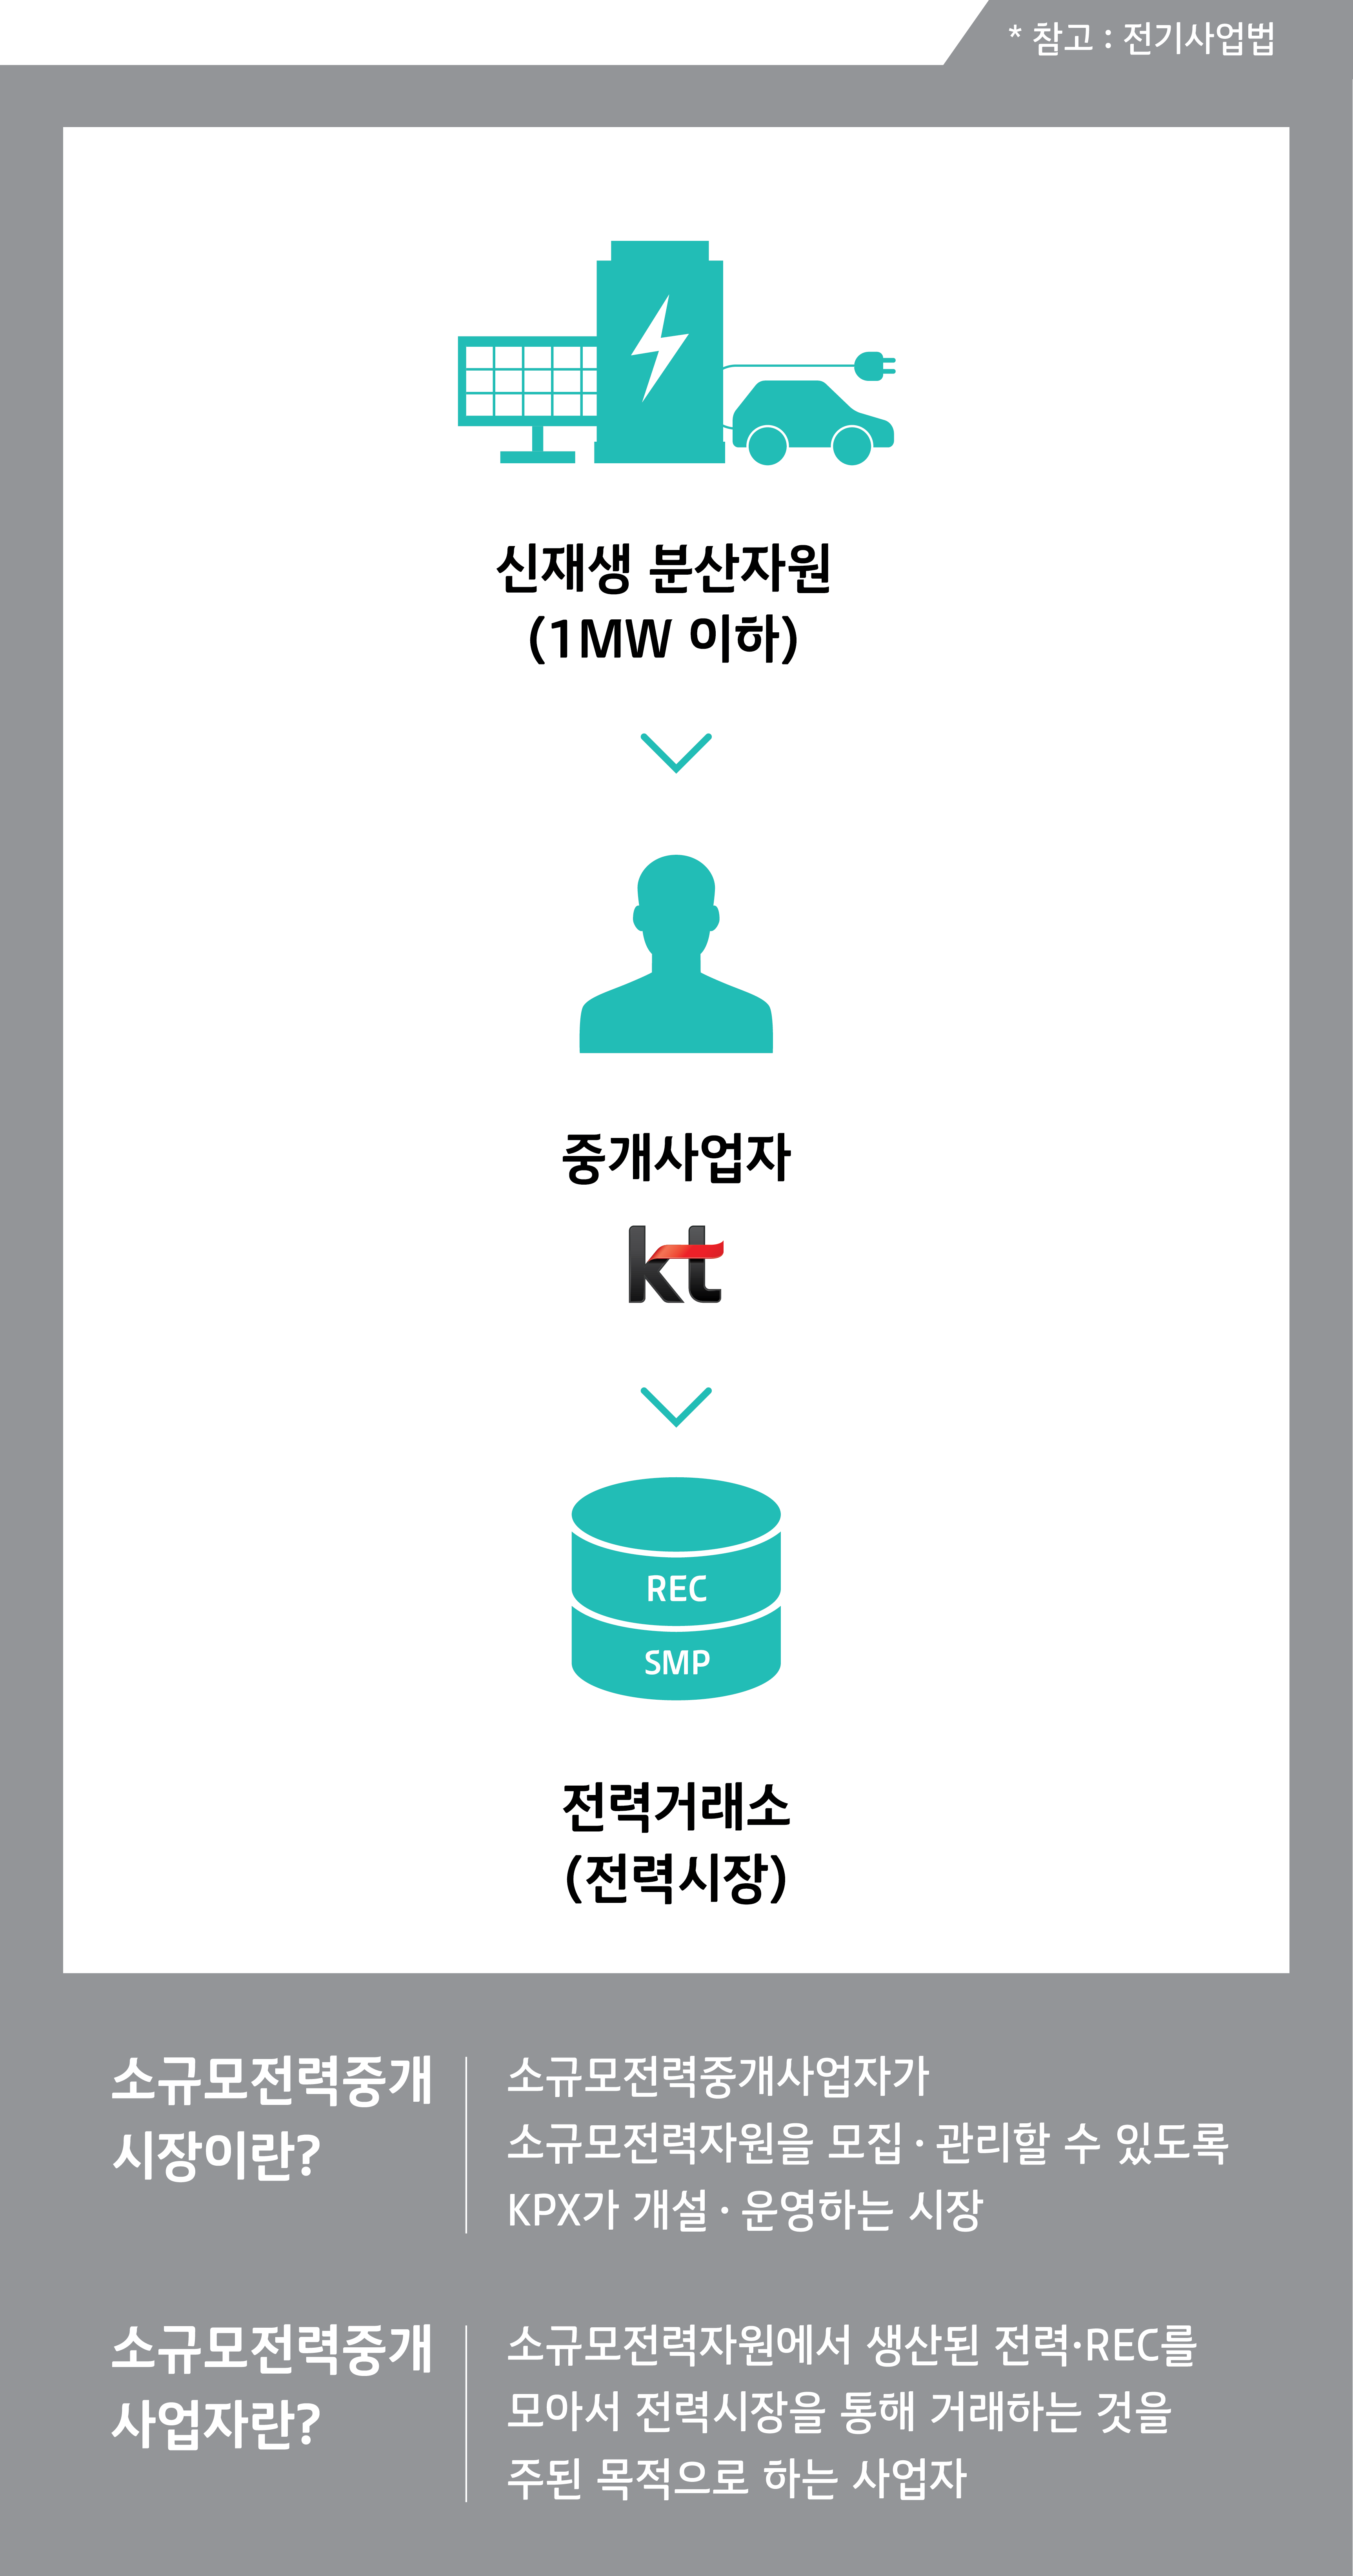 * 참고 : 전기사업법
신재생 분산자원
(1MW 이하)
중개사업자
kt
REC
SMP
전력거래소
(전력시장)
소규모전력중개
시장이란?
소규모전력중개사업자가
소규모전력자원을 모집 · 관리할 수 있도록
KPX가 개설 · 운영하는 시장
소규모전력중개
사업자란?
소규모전력자원에서 생산된 전력·REC를
모아서 전력시장을 통해 거래하는 것을
주된 목적으로 하는 사업자